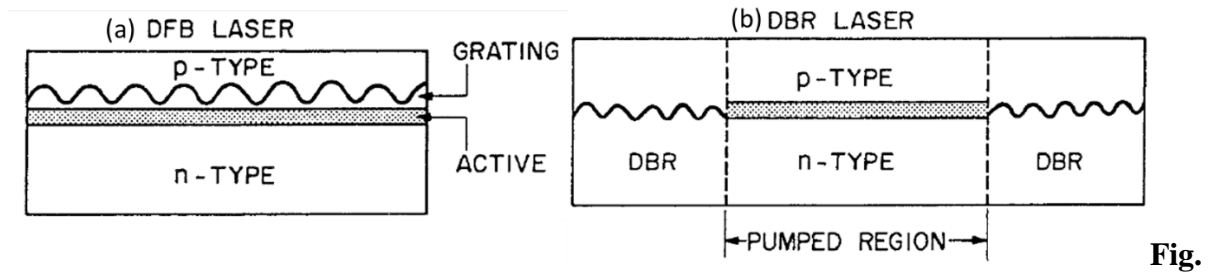 (a) DFB LASER
p-TYPE
GRATING
ACTIVE
n-TYPE
(b) DBR LASER
p-TYPE
DBR
n-TYPE
DBR
PUMPED REGION
Fig.